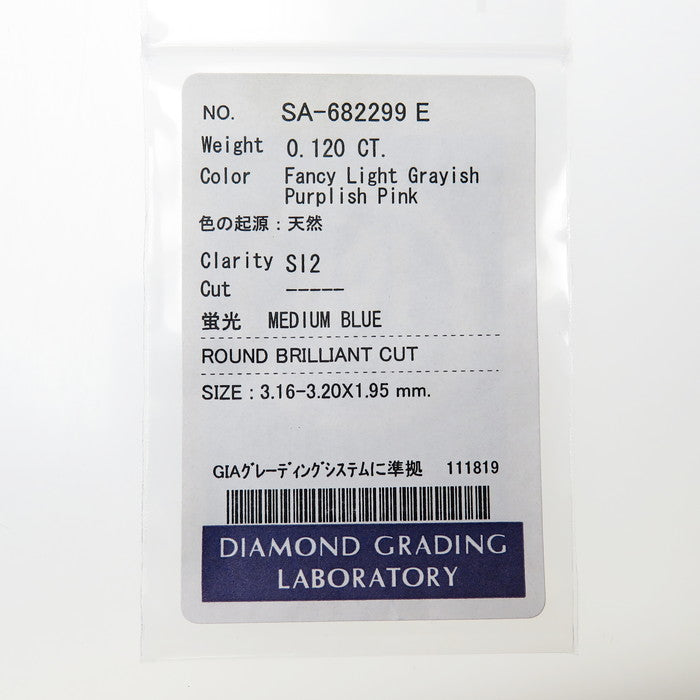 NO. SA-682299 E
Weight 0.120 CT.
Color Fancy Light Grayish
Purplish Pink
色の起源：天然
Clarity SI2
Cut -----
蛍光 MEDIUM BLUE
ROUND BRILLIANT CUT
SIZE : 3.16-3.20X1.95 mm.
GIAｸﾞﾚｰﾃﾞｨﾝｸﾞｼｽﾃﾑに準拠 111819
DIAMOND GRADING
LABORATORY